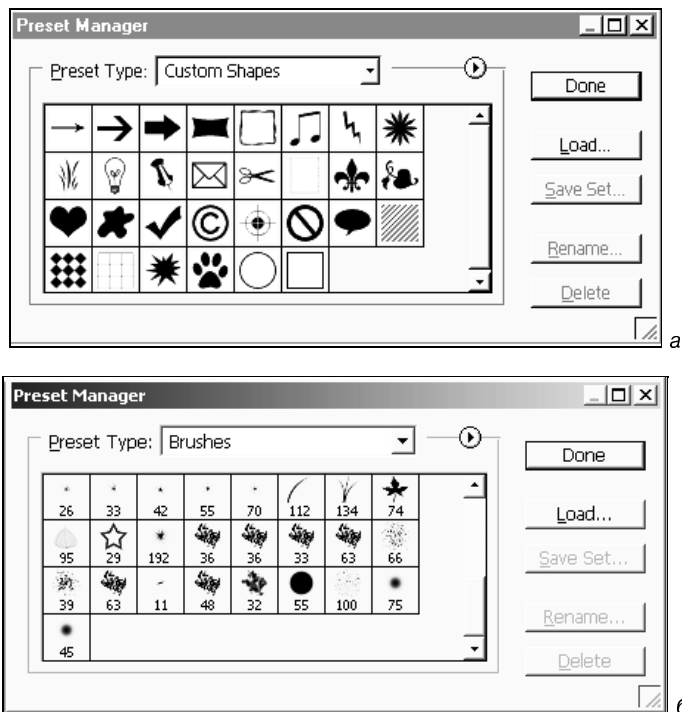 Preset Manager
Preset Type: Custom Shapes
Done
Load...
Save Set...
Rename...
Delete
а
Preset Manager
Preset Type: Brushes
Done
26 33 42 55 70 112 134 74
Load...
95 29 192 36 36 33 63 66
Save Set...
39 63 11 48 32 55 100 75
Rename...
45
Delete
б